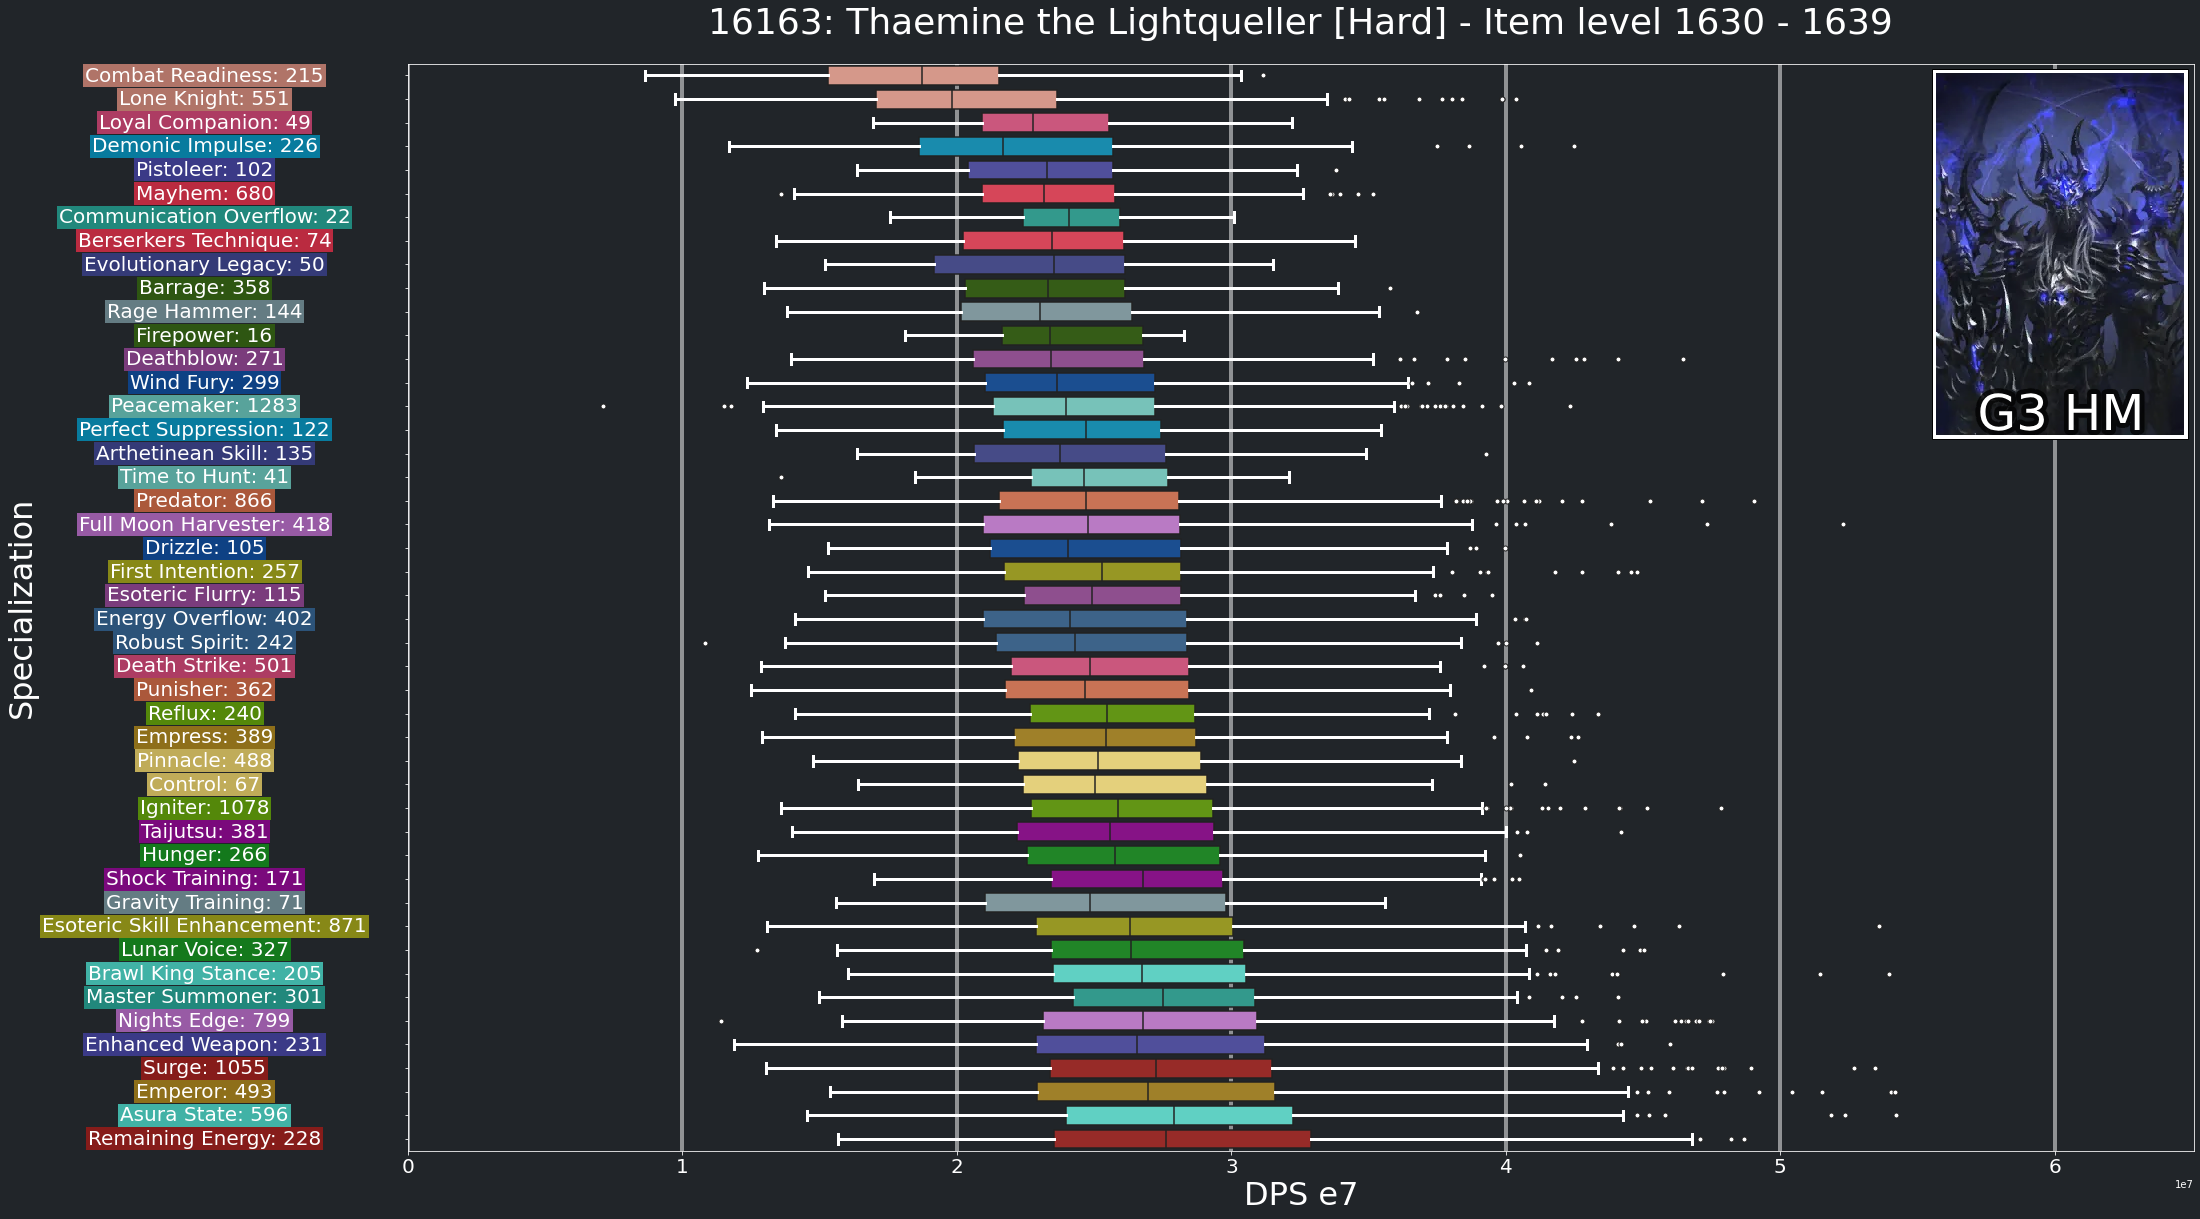 16163: Thaemine the Lightqueller [Hard] - Item level 1630 - 1639
Combat Readiness: 215
Lone Knight: 551
Loyal Companion: 49
Demonic Impulse: 226
Pistoleer: 102
Mayhem: 680
Communication Overflow: 22
Berserkers Technique: 74
Evolutionary Legacy: 50
Barrage: 358
Rage Hammer: 144
Firepower: 16
Deathblow: 271
Wind Fury: 299
Peacemaker: 1283
Perfect Suppression: 122
Arthetinean Skill: 135
Time to Hunt: 41
Predator: 866
Full Moon Harvester: 418
Drizzle: 105
First Intention: 257
Esoteric Flurry: 115
Energy Overflow: 402
Robust Spirit: 242
Death Strike: 501
Punisher: 362
Reflux: 240
Empress: 389
Pinnacle: 488
Control: 67
Igniter: 1078
Taijutsu: 381
Hunger: 266
Shock Training: 171
Gravity Training: 71
Esoteric Skill Enhancement: 871
Lunar Voice: 327
Brawl King Stance: 205
Master Summoner: 301
Nights Edge: 799
Enhanced Weapon: 231
Surge: 1055
Emperor: 493
Asura State: 596
Remaining Energy: 228
Specialization
G3 HM
0 1 2 3 4 5 6
1e7
DPS e7